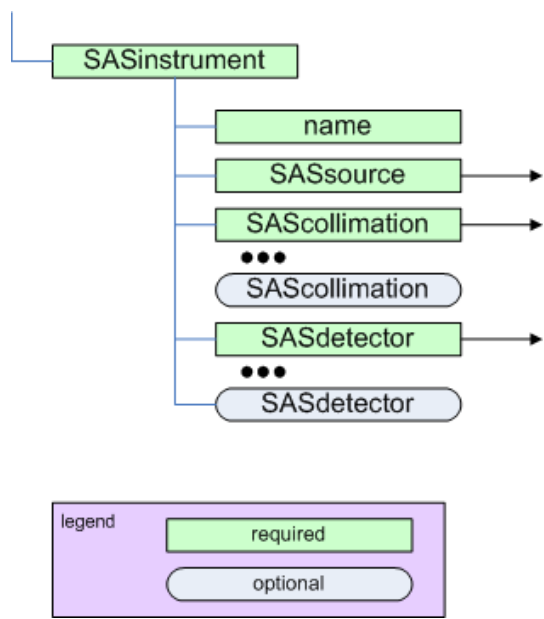 SASinstrument
name
SASsource
SAScollimation
SAScollimation
SASdetector
SASdetector
legend
required
optional